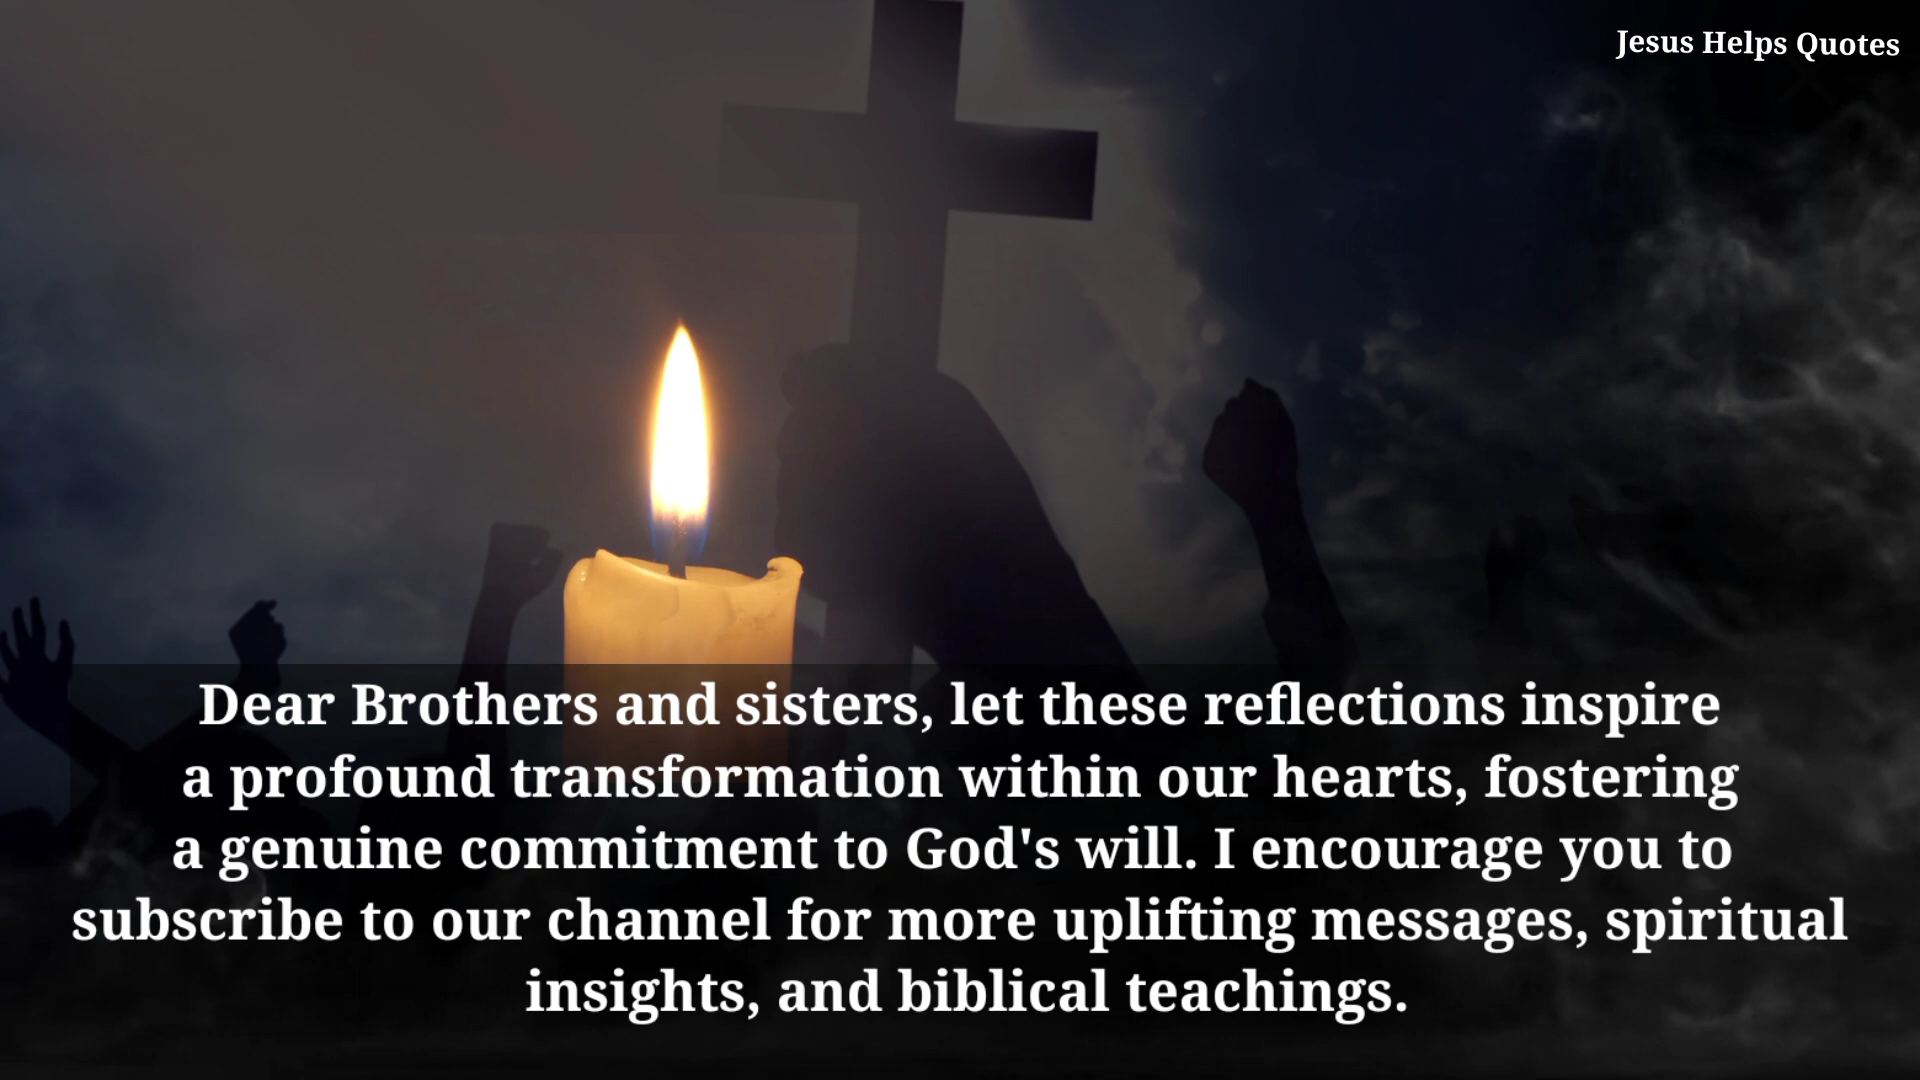 Jesus Helps Quotes
Dear Brothers and sisters, let these reflections inspire
a profound transformation within our hearts, fostering
a genuine commitment to God's will. I encourage you to
subscribe to our channel for more uplifting messages, spiritual
insights, and biblical teachings.